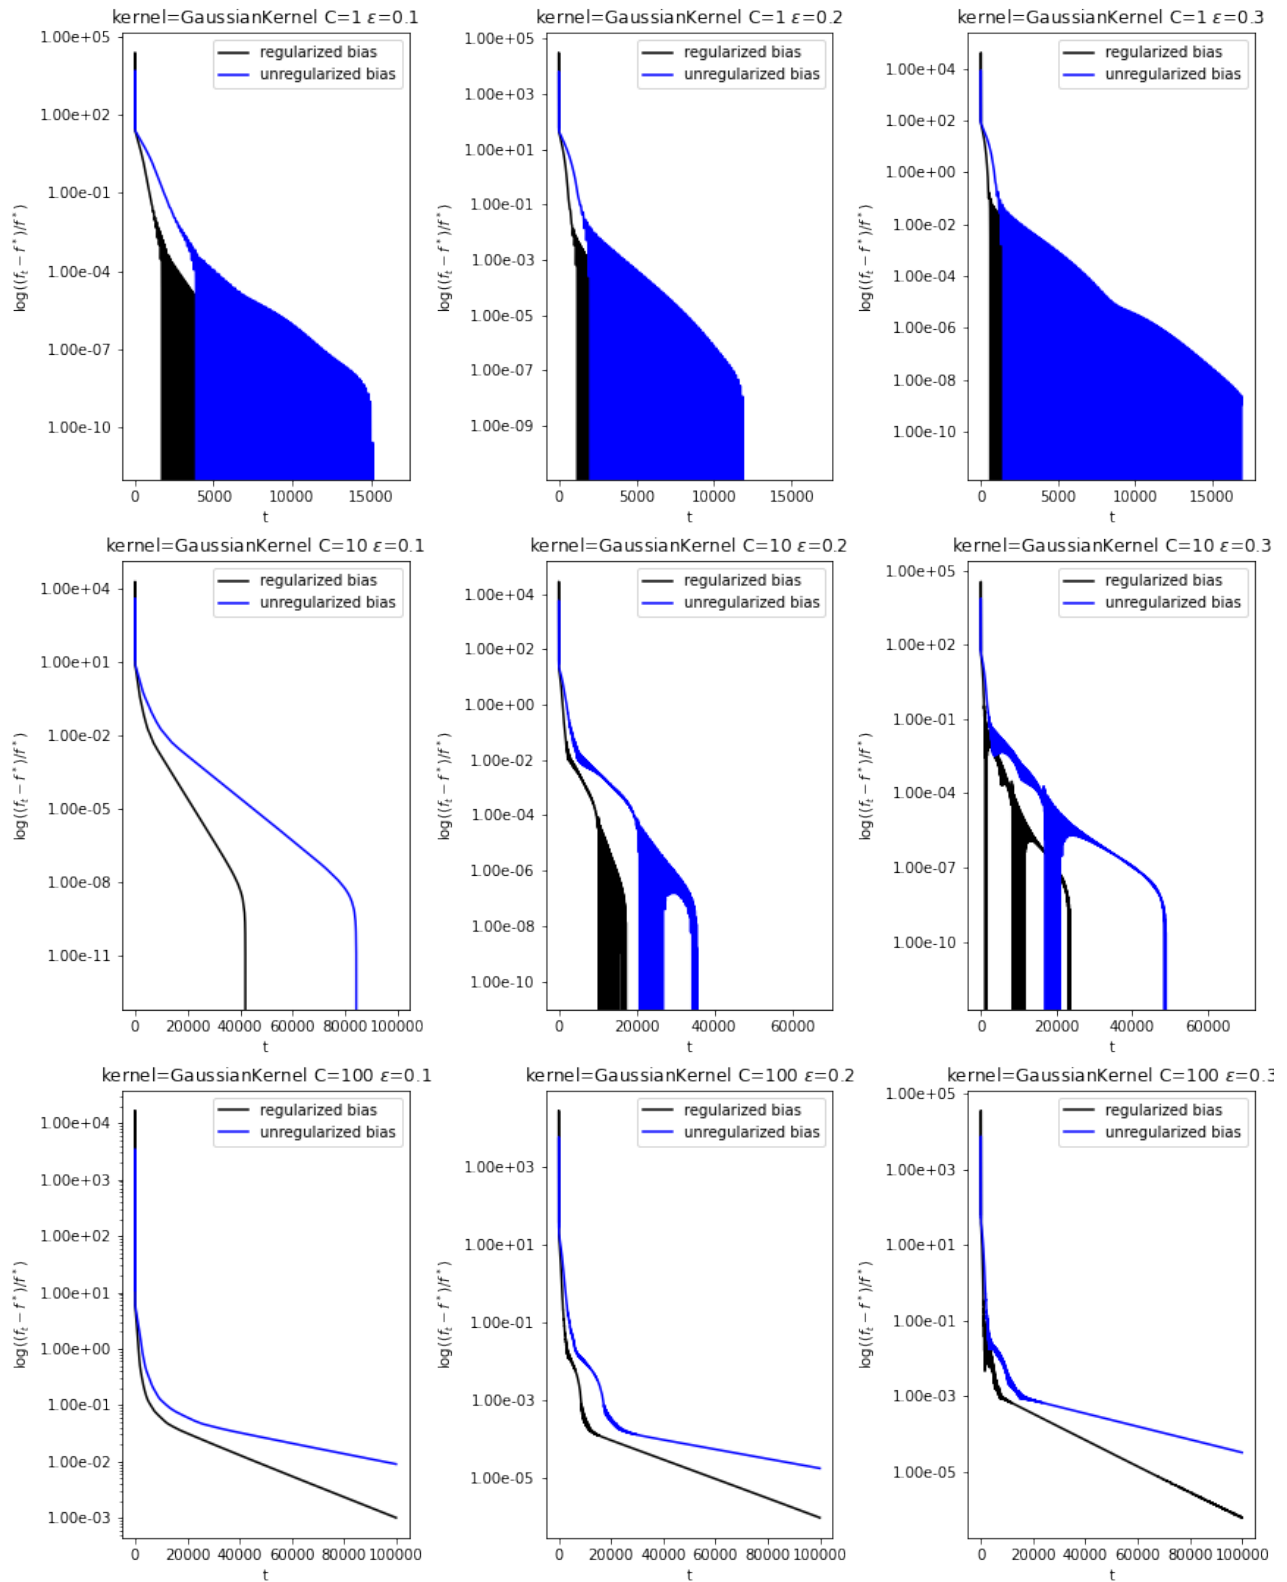 kernel=GaussianKernel C=1 ε=0.1
regularized bias
unregularized bias
1.00e+05
1.00e+02
1.00e-01
1.00e-04
1.00e-07
1.00e-10
log((f_t − f*)/f*)
0 5000 10000 15000
t
kernel=GaussianKernel C=1 ε=0.2
regularized bias
unregularized bias
1.00e+05
1.00e+03
1.00e+01
1.00e-01
1.00e-03
1.00e-05
1.00e-07
1.00e-09
log((f_t − f*)/f*)
0 5000 10000 15000
t
kernel=GaussianKernel C=1 ε=0.3
regularized bias
unregularized bias
1.00e+04
1.00e+02
1.00e+00
1.00e-02
1.00e-04
1.00e-06
1.00e-08
1.00e-10
log((f_t − f*)/f*)
0 5000 10000 15000
t
kernel=GaussianKernel C=10 ε=0.1
regularized bias
unregularized bias
1.00e+04
1.00e+01
1.00e-02
1.00e-05
1.00e-08
1.00e-11
log((f_t − f*)/f*)
0 20000 40000 60000 80000 100000
t
kernel=GaussianKernel C=10 ε=0.2
regularized bias
unregularized bias
1.00e+04
1.00e+02
1.00e+00
1.00e-02
1.00e-04
1.00e-06
1.00e-08
1.00e-10
log((f_t − f*)/f*)
0 20000 40000 60000
t
kernel=GaussianKernel C=10 ε=0.3
regularized bias
unregularized bias
1.00e+05
1.00e+02
1.00e-01
1.00e-04
1.00e-07
1.00e-10
log((f_t − f*)/f*)
0 20000 40000 60000
t
kernel=GaussianKernel C=100 ε=0.1
regularized bias
unregularized bias
1.00e+04
1.00e+03
1.00e+02
1.00e+01
1.00e+00
1.00e-01
1.00e-02
1.00e-03
log((f_t − f*)/f*)
0 20000 40000 60000 80000 100000
t
kernel=GaussianKernel C=100 ε=0.2
regularized bias
unregularized bias
1.00e+03
1.00e+01
1.00e-01
1.00e-03
1.00e-05
log((f_t − f*)/f*)
0 20000 40000 60000 80000 100000
t
kernel=GaussianKernel C=100 ε=0.3
regularized bias
unregularized bias
1.00e+05
1.00e+03
1.00e+01
1.00e-01
1.00e-03
1.00e-05
log((f_t − f*)/f*)
0 20000 40000 60000 80000 100000
t